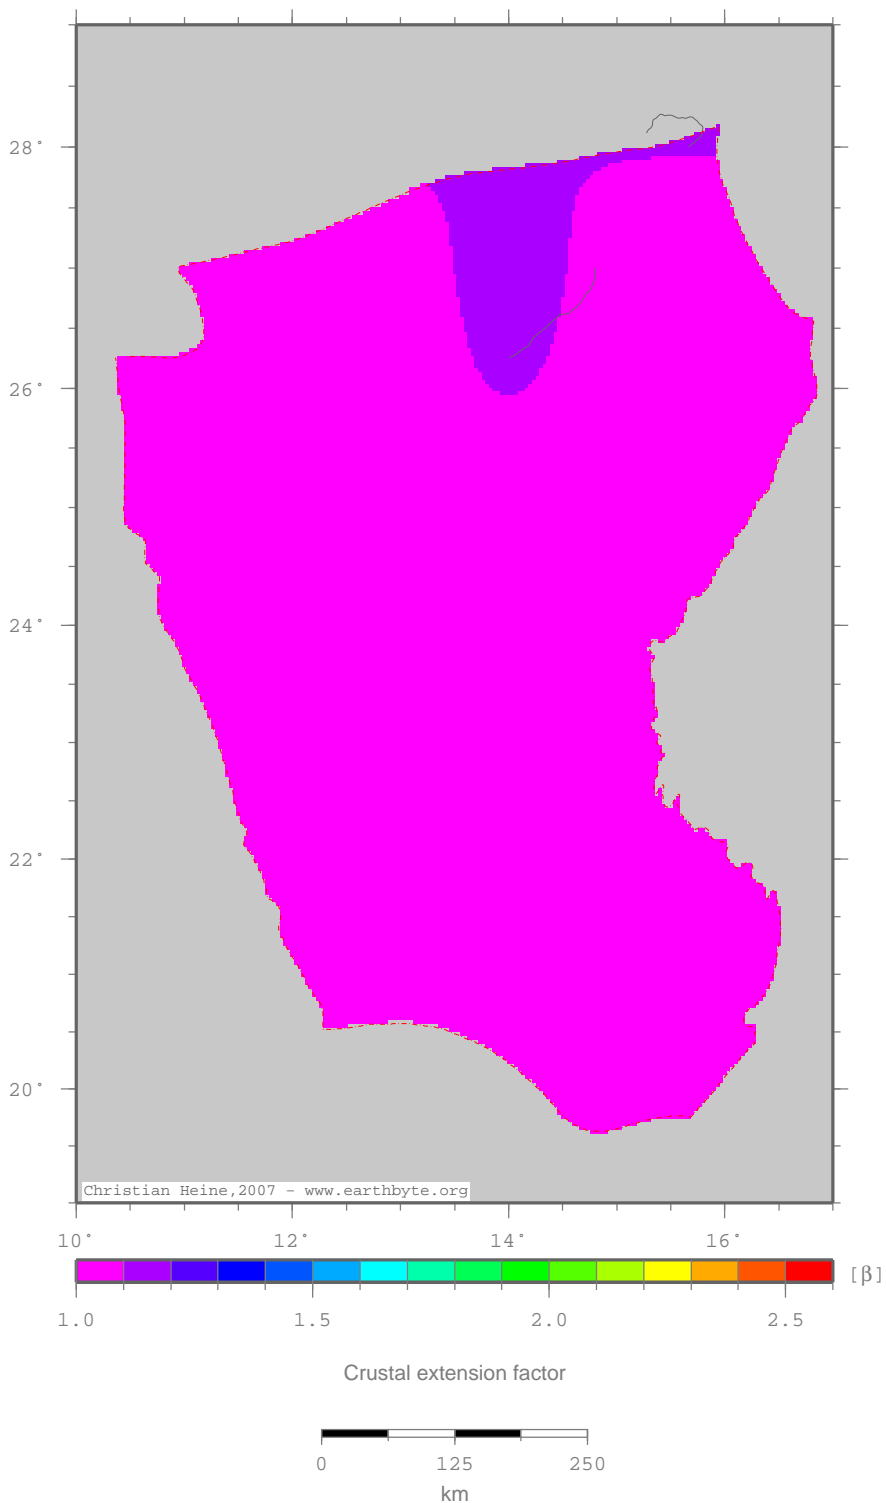 28°
26°
24°
22°
20°
Christian Heine,2007 - www.earthbyte.org
10° 12° 14° 16°
[β]
1.0 1.5 2.0 2.5
Crustal extension factor
0 125 250
km